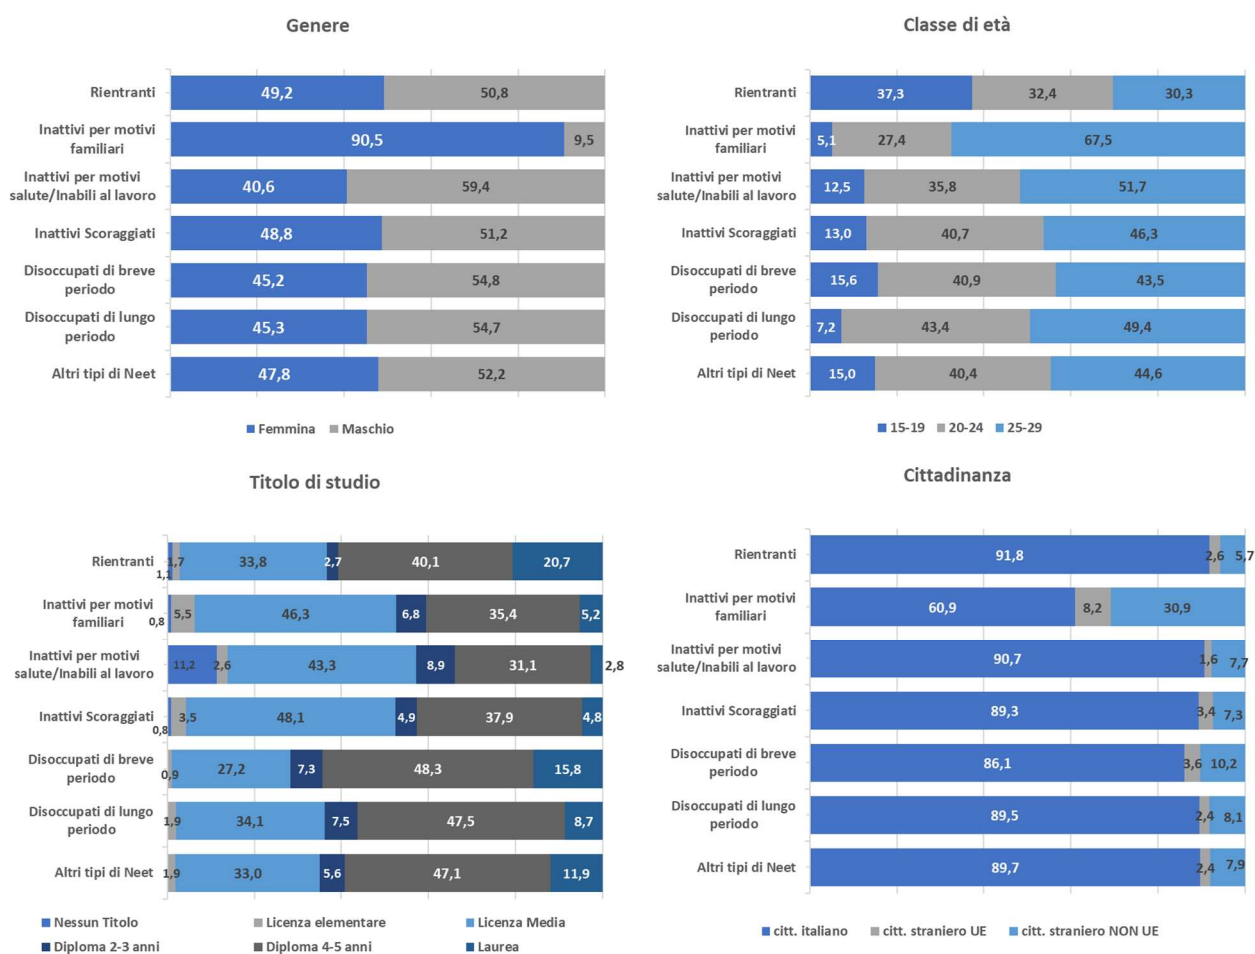 Genere
Rientranti
49,2 50,8
Inattivi per motivi
familiari
90,5 9,5
Inattivi per motivi
salute/Inabili al lavoro
40,6 59,4
Inattivi Scoraggiati
48,8 51,2
Disoccupati di breve
periodo
45,2 54,8
Disoccupati di lungo
periodo
45,3 54,7
Altri tipi di Neet
47,8 52,2
Femmina Maschio
Classe di età
Rientranti
37,3 32,4 30,3
Inattivi per motivi
familiari
5,1 27,4 67,5
Inattivi per motivi
salute/Inabili al lavoro
12,5 35,8 51,7
Inattivi Scoraggiati
13,0 40,7 46,3
Disoccupati di breve
periodo
15,6 40,9 43,5
Disoccupati di lungo
periodo
7,2 43,4 49,4
Altri tipi di Neet
15,0 40,4 44,6
15-19 20-24 25-29
Titolo di studio
Rientranti
1,1 1,7 33,8 2,7 40,1 20,7
Inattivi per motivi
familiari
0,8 5,5 46,3 6,8 35,4 5,2
Inattivi per motivi
salute/Inabili al lavoro
11,2 2,6 43,3 8,9 31,1 2,8
Inattivi Scoraggiati
0,8 3,5 48,1 4,9 37,9 4,8
Disoccupati di breve
periodo
0,9 27,2 7,3 48,3 15,8
Disoccupati di lungo
periodo
1,9 34,1 7,5 47,5 8,7
Altri tipi di Neet
1,9 33,0 5,6 47,1 11,9
Nessun Titolo Licenza elementare Licenza Media
Diploma 2-3 anni Diploma 4-5 anni Laurea
Cittadinanza
Rientranti
91,8 2,6 5,7
Inattivi per motivi
familiari
60,9 8,2 30,9
Inattivi per motivi
salute/Inabili al lavoro
90,7 1,6 7,7
Inattivi Scoraggiati
89,3 3,4 7,3
Disoccupati di breve
periodo
86,1 3,6 10,2
Disoccupati di lungo
periodo
89,5 2,4 8,1
Altri tipi di Neet
89,7 2,4 7,9
citt. italiano citt. straniero UE citt. straniero NON UE